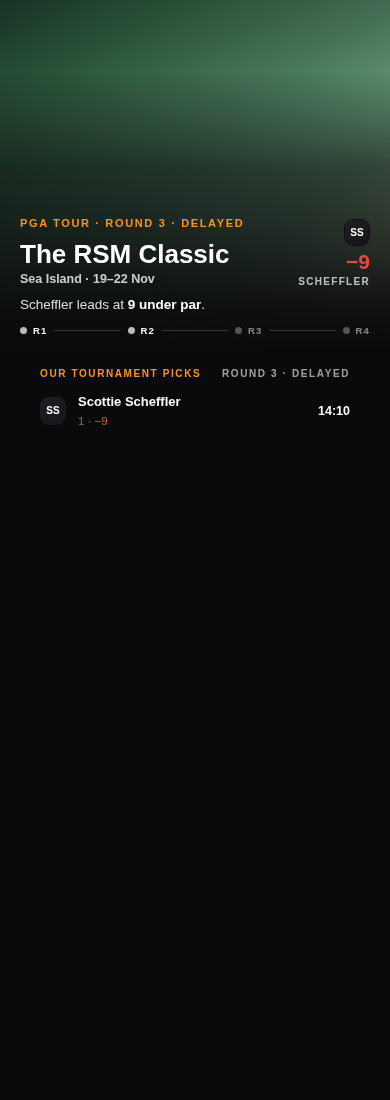 PGA TOUR · ROUND 3 · DELAYED
SS
The RSM Classic
−9
Sea Island · 19–22 Nov
SCHEFFLER
Scheffler leads at 9 under par.
R1 R2 R3 R4
OUR TOURNAMENT PICKS ROUND 3 · DELAYED
SS
Scottie Scheffler
1 · −9
14:10